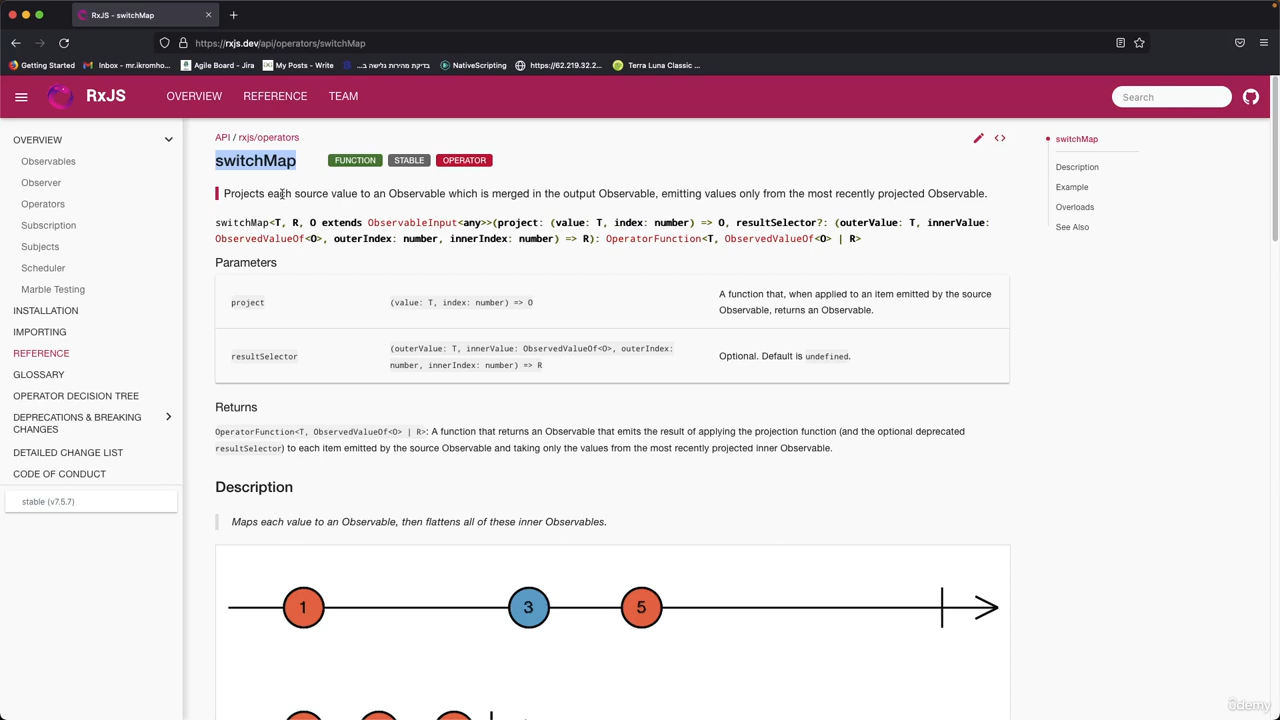 RxJS - switchMap
https://rxjs.dev/api/operators/switchMap
Getting Started
Inbox - mr.ikromho...
Agile Board - Jira
My Posts - Write
בדיקת מהירות גלישה ב...
NativeScripting
https://62.219.32.2...
Terra Luna Classic ...
RxJS
OVERVIEW
REFERENCE
TEAM
Search
OVERVIEW
Observables
Observer
Operators
Subscription
Subjects
Scheduler
Marble Testing
INSTALLATION
IMPORTING
REFERENCE
GLOSSARY
OPERATOR DECISION TREE
DEPRECATIONS & BREAKING
CHANGES
DETAILED CHANGE LIST
CODE OF CONDUCT
stable (v7.5.7)
API / rxjs/operators
switchMap FUNCTION STABLE OPERATOR
Projects each source value to an Observable which is merged in the output Observable, emitting values only from the most recently projected Observable.
switchMap<T, R, O extends ObservableInput<any>>(project: (value: T, index: number) => O, resultSelector?: (outerValue: T, innerValue:
ObservedValueOf<O>, outerIndex: number, innerIndex: number) => R): OperatorFunction<T, ObservedValueOf<O> | R>
Parameters
project (value: T, index: number) => O A function that, when applied to an item emitted by the source
Observable, returns an Observable.
resultSelector (outerValue: T, innerValue: ObservedValueOf<O>, outerIndex:
number, innerIndex: number) => R
Optional. Default is undefined.
Returns
OperatorFunction<T, ObservedValueOf<O> | R>: A function that returns an Observable that emits the result of applying the projection function (and the optional deprecated
resultSelector) to each item emitted by the source Observable and taking only the values from the most recently projected inner Observable.
Description
Maps each value to an Observable, then flattens all of these inner Observables.
1 3 5
switchMap
Description
Example
Overloads
See Also
ûdemy